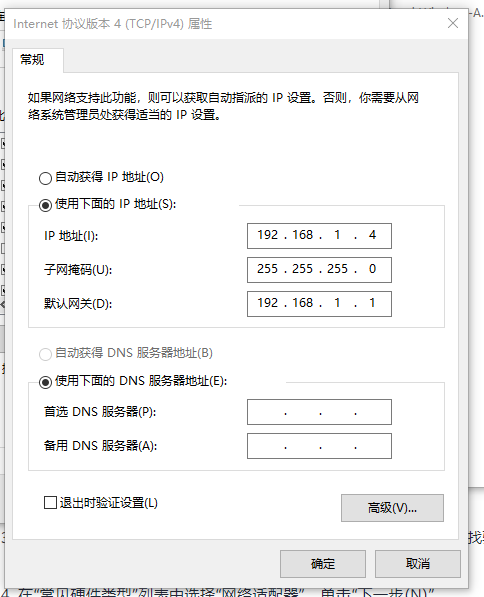 Internet 协议版本 4 (TCP/IPv4) 属性
常规
如果网络支持此功能，则可以获取自动指派的 IP 设置。否则，你需要从网
络系统管理员处获得适当的 IP 设置。
自动获得 IP 地址(O)
使用下面的 IP 地址(S):
IP 地址(I): 192 . 168 . 1 . 4
子网掩码(U): 255 . 255 . 255 . 0
默认网关(D): 192 . 168 . 1 . 1
自动获得 DNS 服务器地址(B)
使用下面的 DNS 服务器地址(E):
首选 DNS 服务器(P): . . .
备用 DNS 服务器(A): . . .
退出时验证设置(L)
高级(V)...
确定 取消
4. 在“常见硬件类型”列表中选择“网络适配器”，单击“下一步(N)”